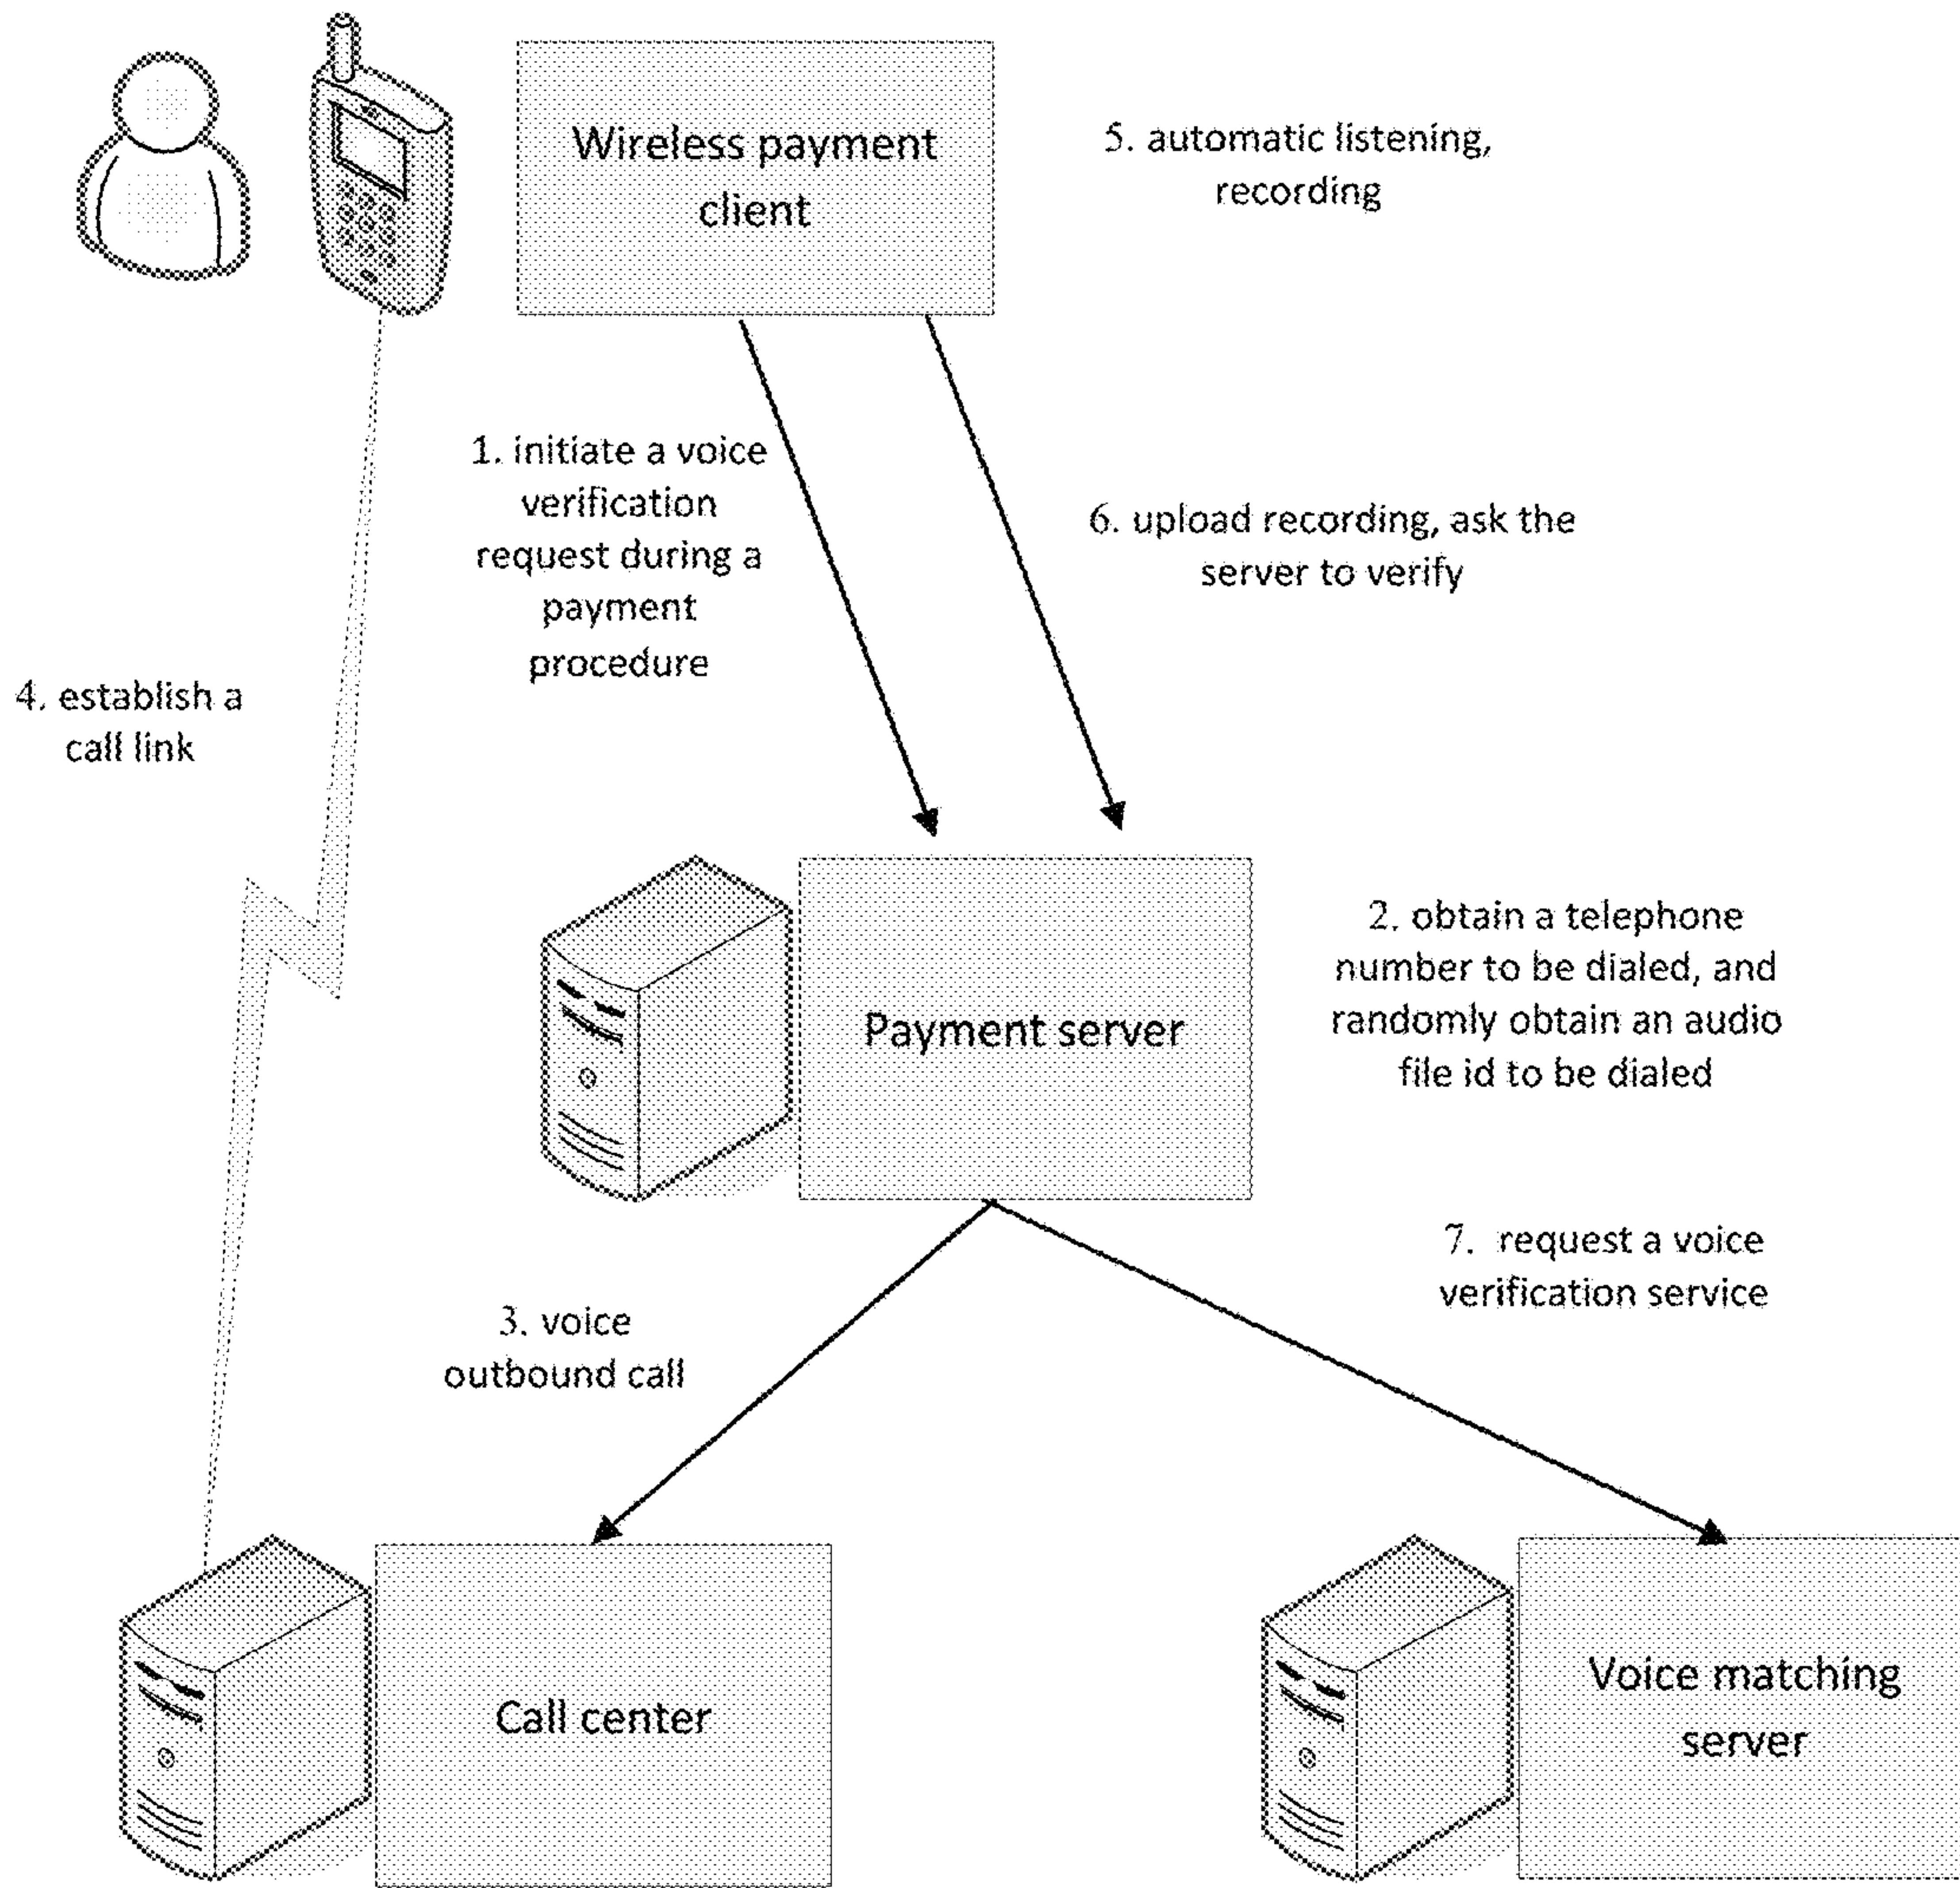 Wireless payment
client
5. automatic listening,
recording
1. initiate a voice
verification
request during a
payment
procedure
6. upload recording, ask the
server to verify
4. establish a
call link
Payment server
2. obtain a telephone
number to be dialed, and
randomly obtain an audio
file id to be dialed
7. request a voice
verification service
3. voice
outbound call
Call center
Voice matching
server